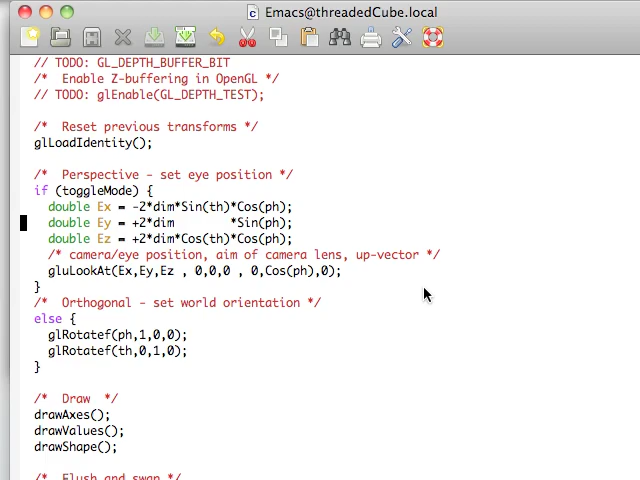 Emacs@threadedCube.local
// TODO: GL_DEPTH_BUFFER_BIT
/*  Enable Z-buffering in OpenGL */
// TODO: glEnable(GL_DEPTH_TEST);
/*  Reset previous transforms */
glLoadIdentity();
/*  Perspective - set eye position */
if (toggleMode) {
  double Ex = -2*dim*Sin(th)*Cos(ph);
  double Ey = +2*dim        *Sin(ph);
  double Ez = +2*dim*Cos(th)*Cos(ph);
  /* camera/eye position, aim of camera lens, up-vector */
  gluLookAt(Ex,Ey,Ez , 0,0,0 , 0,Cos(ph),0);
}
/*  Orthogonal - set world orientation */
else {
  glRotatef(ph,1,0,0);
  glRotatef(th,0,1,0);
}
/*  Draw  */
drawAxes();
drawValues();
drawShape();
/*  Flush and swap */